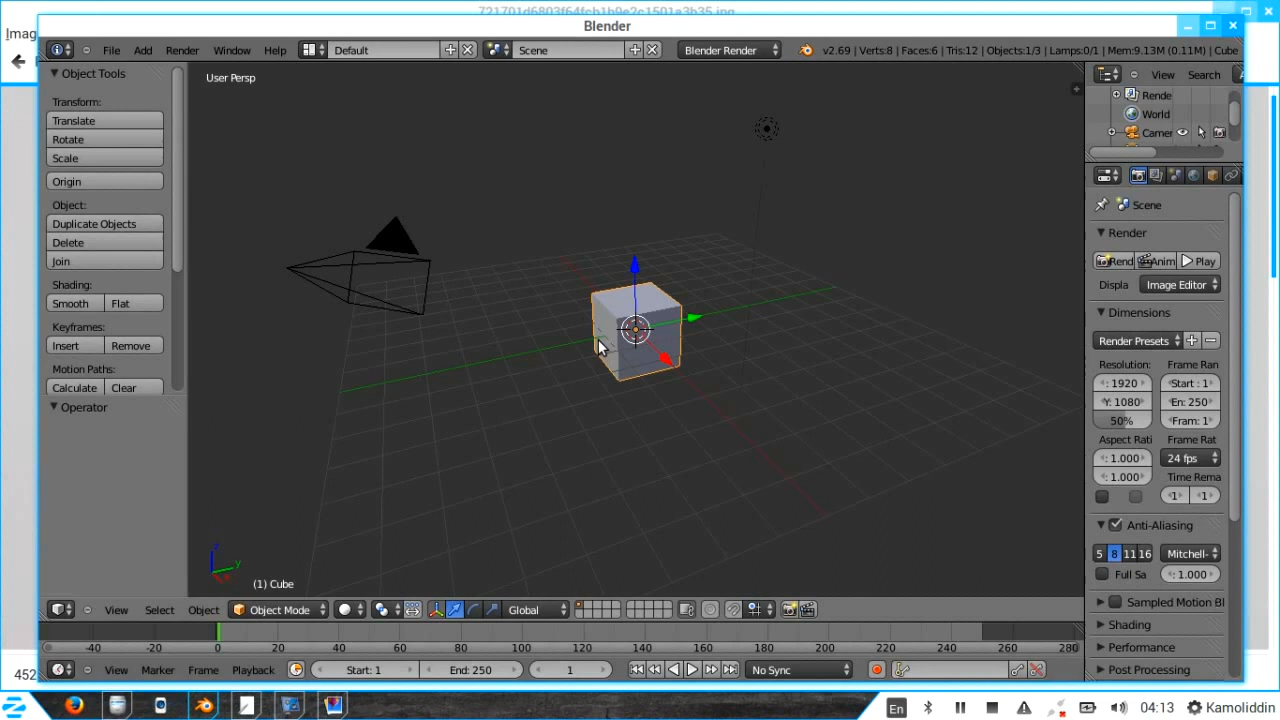 721701d6803f64fcb1b9e2c1501a3b35.jpg
Blender
Imag
File Add Render Window Help Default Scene Blender Render v2.69 | Verts:8 | Faces:6 | Tris:12 | Objects:1/3 | Lamps:0/1 | Mem:9.13M (0.11M) | Cube
Object Tools
Transform:
Translate
Rotate
Scale
Origin
Object:
Duplicate Objects
Delete
Join
Shading:
Smooth Flat
Keyframes:
Insert Remove
Motion Paths:
Calculate Clear
Operator
User Persp
z
y
x
(1) Cube
View Search
Rende
World
Camer
Scene
Render
Rend Anim Play
Displa Image Editor
Dimensions
Render Presets
Resolution: Frame Ran
: 1920 Start : 1
Y: 1080 En: 250
50% Fram: 1
Aspect Rati Frame Rat
: 1.000 24 fps
: 1.000 Time Rema
1 1
Anti-Aliasing
5 8 11 16 Mitchell-
Full Sa : 1.000
Sampled Motion Bl
Shading
Performance
Post Processing
View Select Object Object Mode Global
-40 -20 0 20 40 60 80 100 120 140 160 180 200 220 240 260 280
View Marker Frame Playback Start: 1 End: 250 1 No Sync
452
En 04:13 Kamoliddin